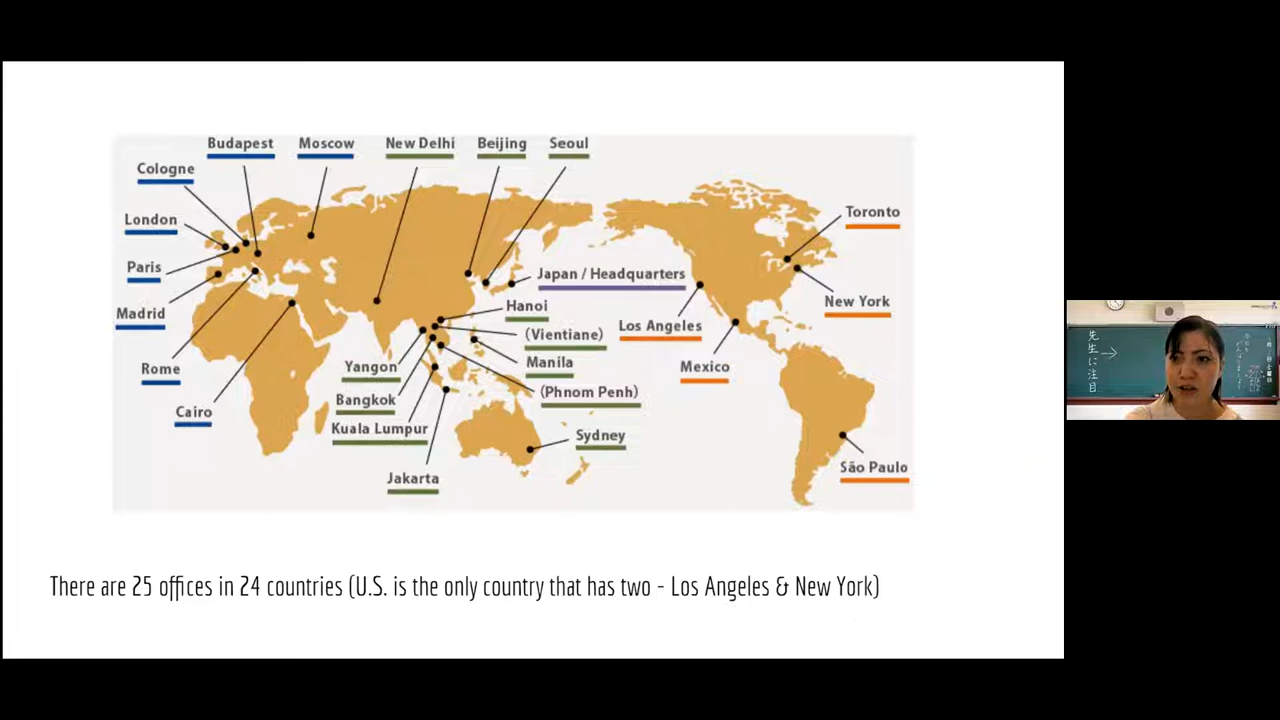 Budapest
Moscow
New Delhi
Beijing
Seoul
Cologne
London
Toronto
Paris
Japan / Headquarters
New York
Madrid
Hanoi
Los Angeles
(Vientiane)
Rome
Yangon
Manila
Mexico
Bangkok
(Phnom Penh)
Cairo
Kuala Lumpur
Sydney
São Paulo
Jakarta
There are 25 offices in 24 countries (U.S. is the only country that has two - Los Angeles & New York)
先生に注目